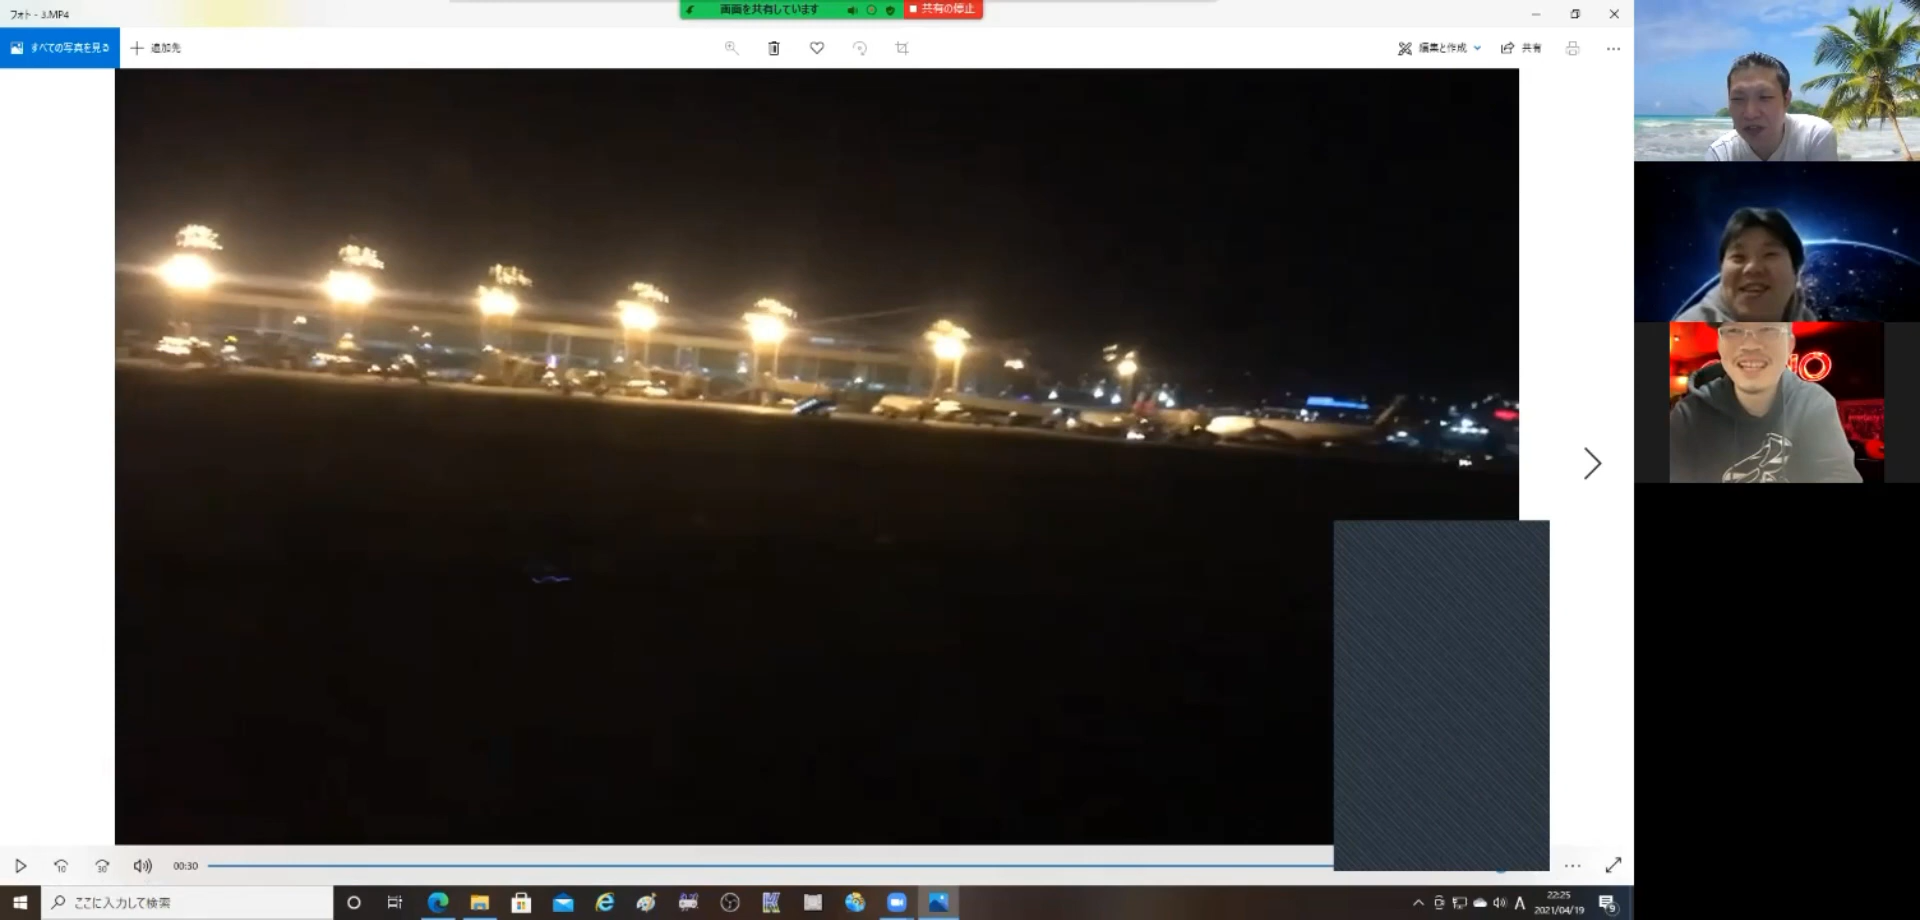 フォト - 3.MP4
画面を共有しています
共有の停止
すべての写真を見る
追加先
編集と作成
共有
10
30
00:30
ここに入力して検索
A
22:25
2021/04/19